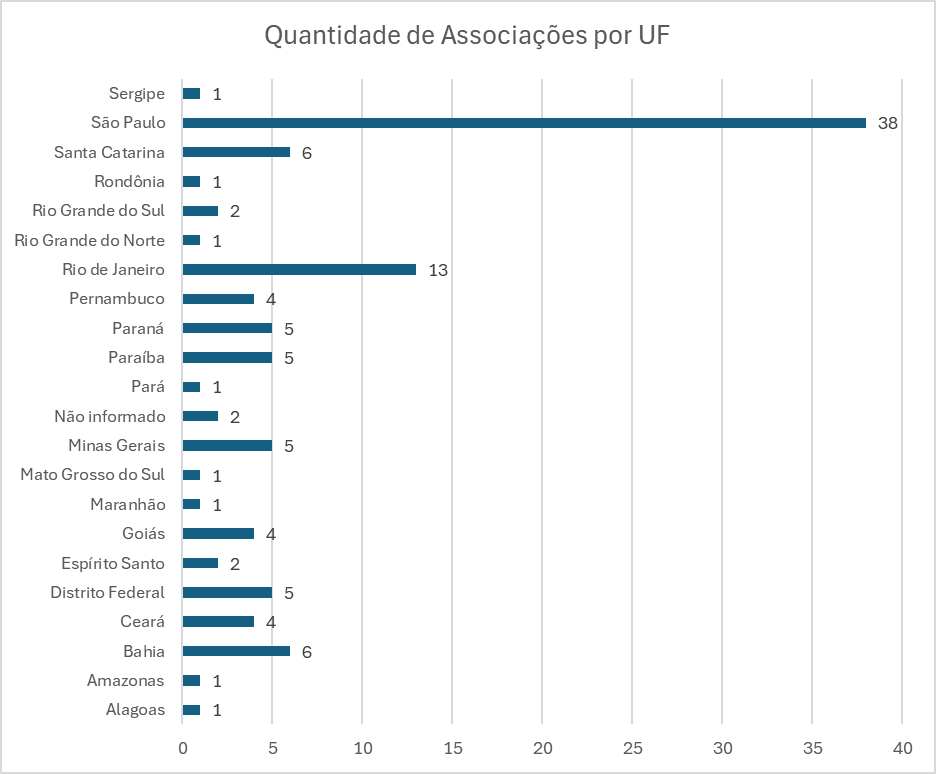 Quantidade de Associações por UF
Sergipe 1
São Paulo 38
Santa Catarina 6
Rondônia 1
Rio Grande do Sul 2
Rio Grande do Norte 1
Rio de Janeiro 13
Pernambuco 4
Paraná 5
Paraíba 5
Pará 1
Não informado 2
Minas Gerais 5
Mato Grosso do Sul 1
Maranhão 1
Goiás 4
Espírito Santo 2
Distrito Federal 5
Ceará 4
Bahia 6
Amazonas 1
Alagoas 1
0 5 10 15 20 25 30 35 40